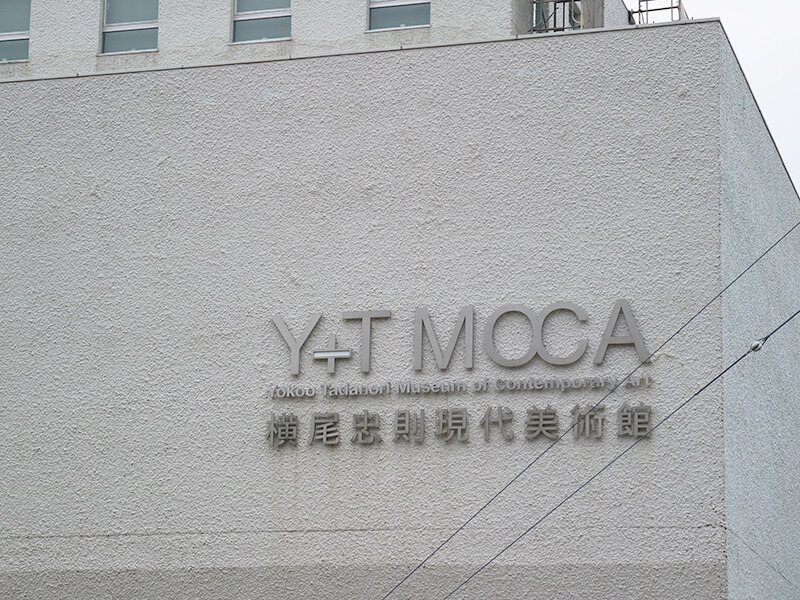 Y+T MOCA
Yokoo Tadanori Museum of Contemporary Art
横尾忠則現代美術館